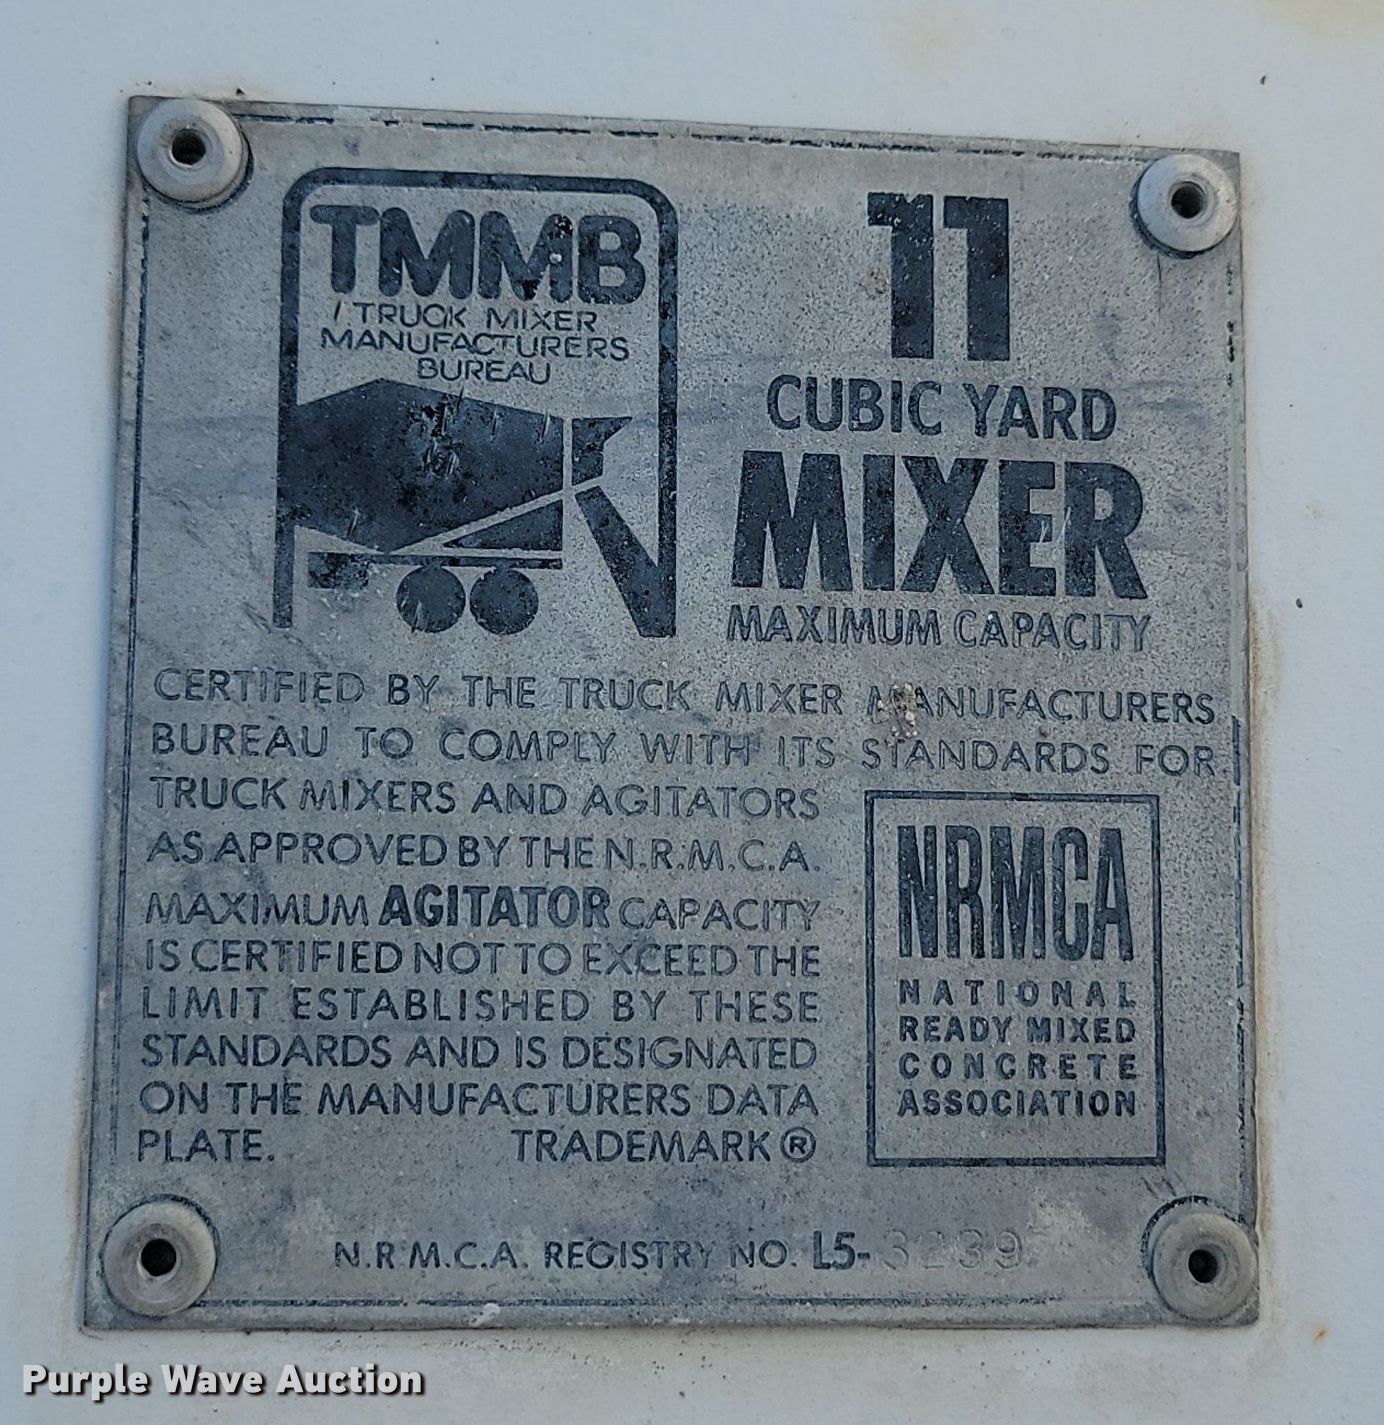 TMMB
TRUCK MIXER
MANUFACTURERS
BUREAU
11
CUBIC YARD
MIXER
MAXIMUM CAPACITY
CERTIFIED BY THE TRUCK MIXER MANUFACTURERS
BUREAU TO COMPLY WITH ITS STANDARDS FOR
TRUCK MIXERS AND AGITATORS
AS APPROVED BY THE N.R.M.C.A.
MAXIMUM AGITATOR CAPACITY
IS CERTIFIED NOT TO EXCEED THE
LIMIT ESTABLISHED BY THESE
STANDARDS AND IS DESIGNATED
ON THE MANUFACTURERS DATA
PLATE. TRADEMARK®
NRMCA
NATIONAL
READY MIXED
CONCRETE
ASSOCIATION
N.R.M.C.A. REGISTRY NO. L5-3239
Purple Wave Auction